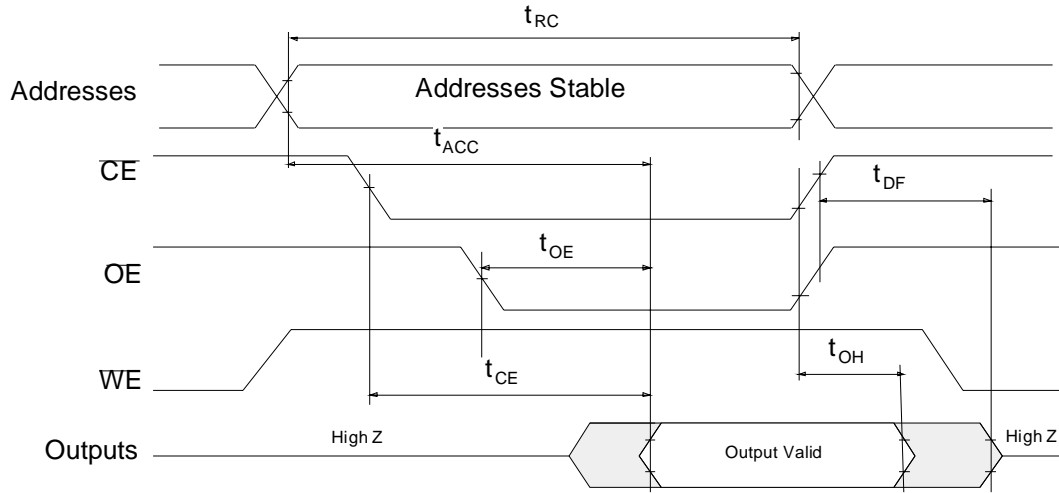 tRC
Addresses
Addresses Stable
tACC
CE
tDF
OE
tOE
WE
tOH
tCE
Outputs
High Z
Output Valid
High Z